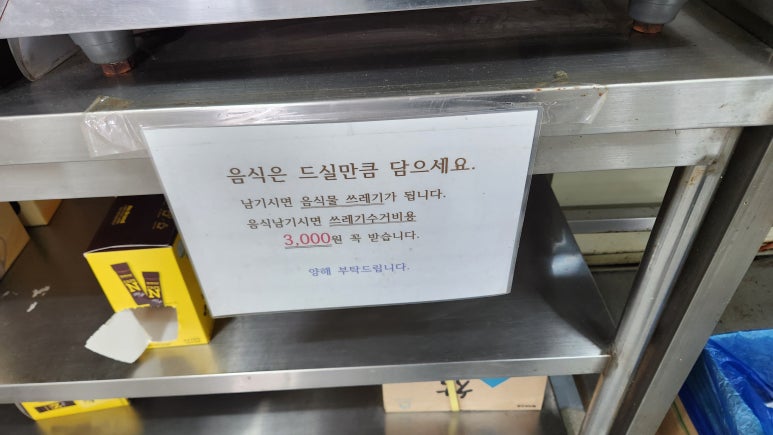 음식은 드실만큼 담으세요.
남기시면 음식물 쓰레기가 됩니다.
음식남기시면 쓰레기수거비용
3,000원 꼭 받습니다.
양해 부탁드립니다.